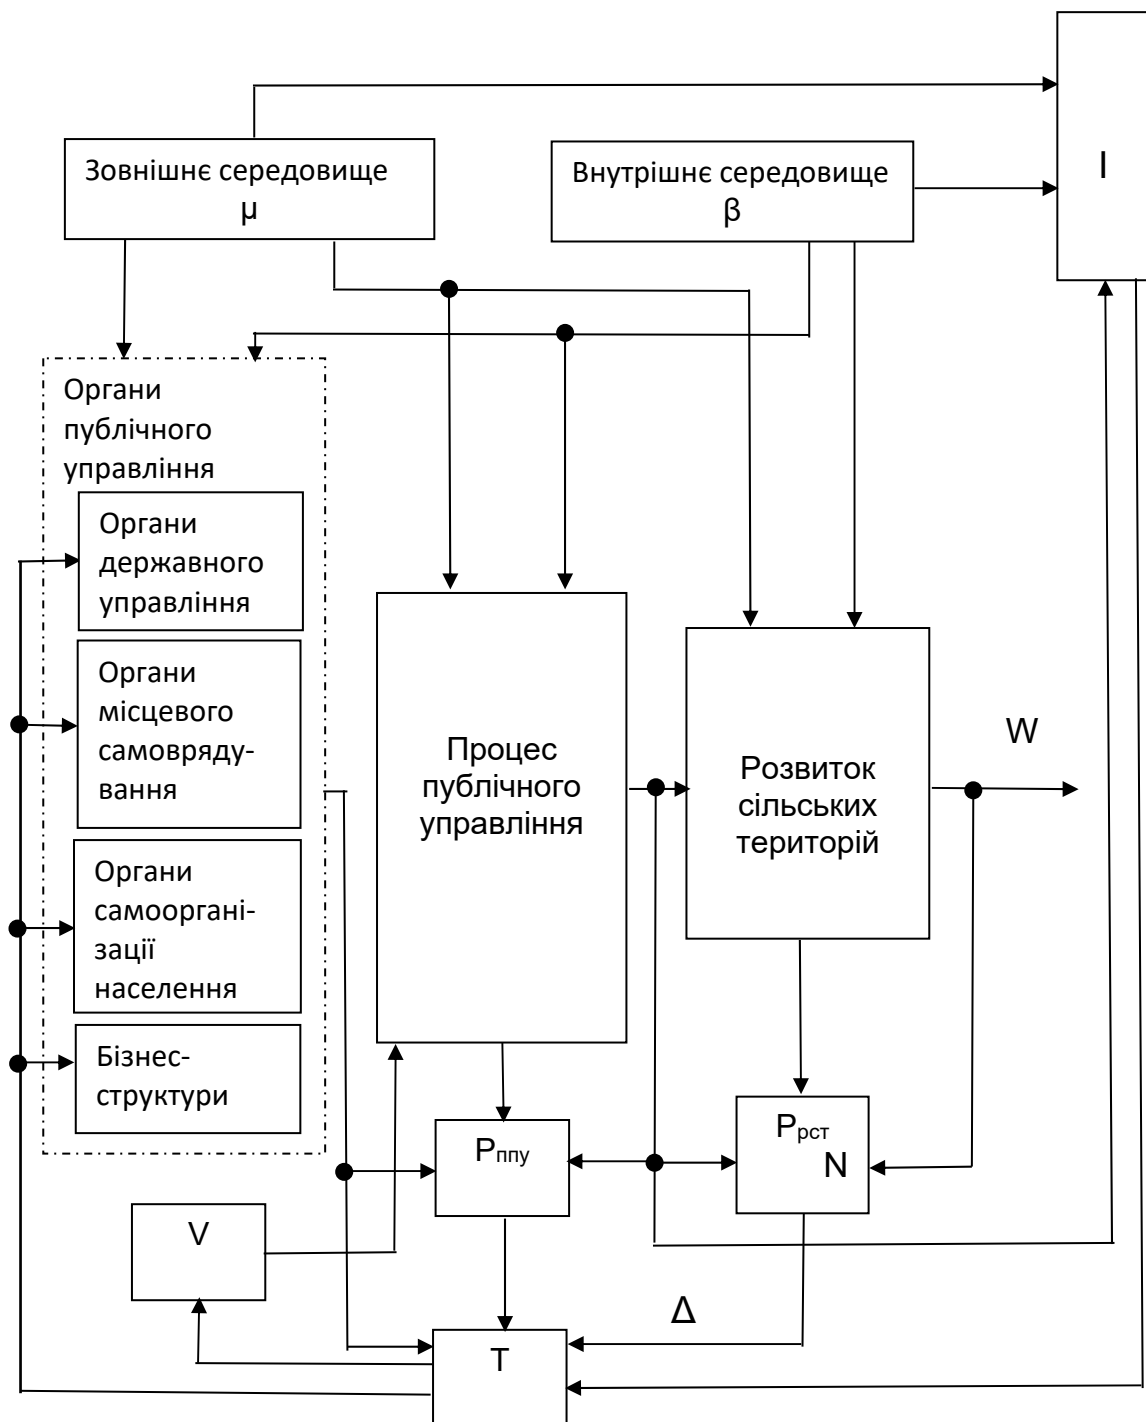 I
Зовнішнє середовище
μ
Внутрішнє середовище
β
Органи
публічного
управління
Органи
державного
управління
Органи
місцевого
самовряду-
вання
Органи
самооргані-
зації
населення
Бізнес-
структури
Процес
публічного
управління
Розвиток
сільських
територій
W
Pппу
Pрст
N
V
Δ
T